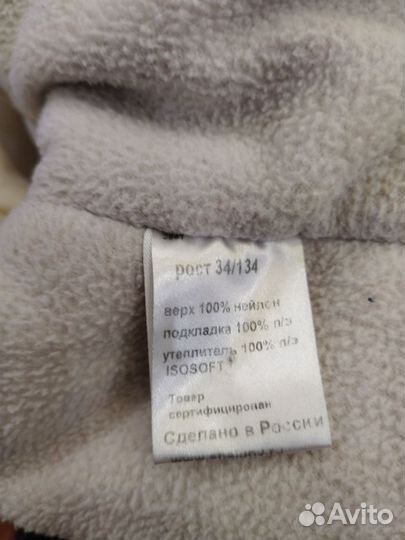 рост 34/134
верх 100% нейлон
подкладка 100% п/э
утеплитель 100% п/э
ISOSOFT
Товар
сертифицирован
Сделано в России
Avito